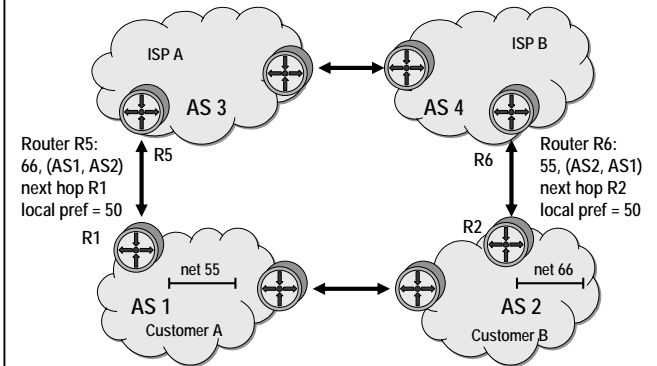 ISP A
ISP B
AS 3
AS 4
Router R5:
66, (AS1, AS2)
next hop R1
local pref = 50
R5
R6
Router R6:
55, (AS2, AS1)
next hop R2
local pref = 50
R1
R2
net 55
net 66
AS 1
AS 2
Customer A
Customer B